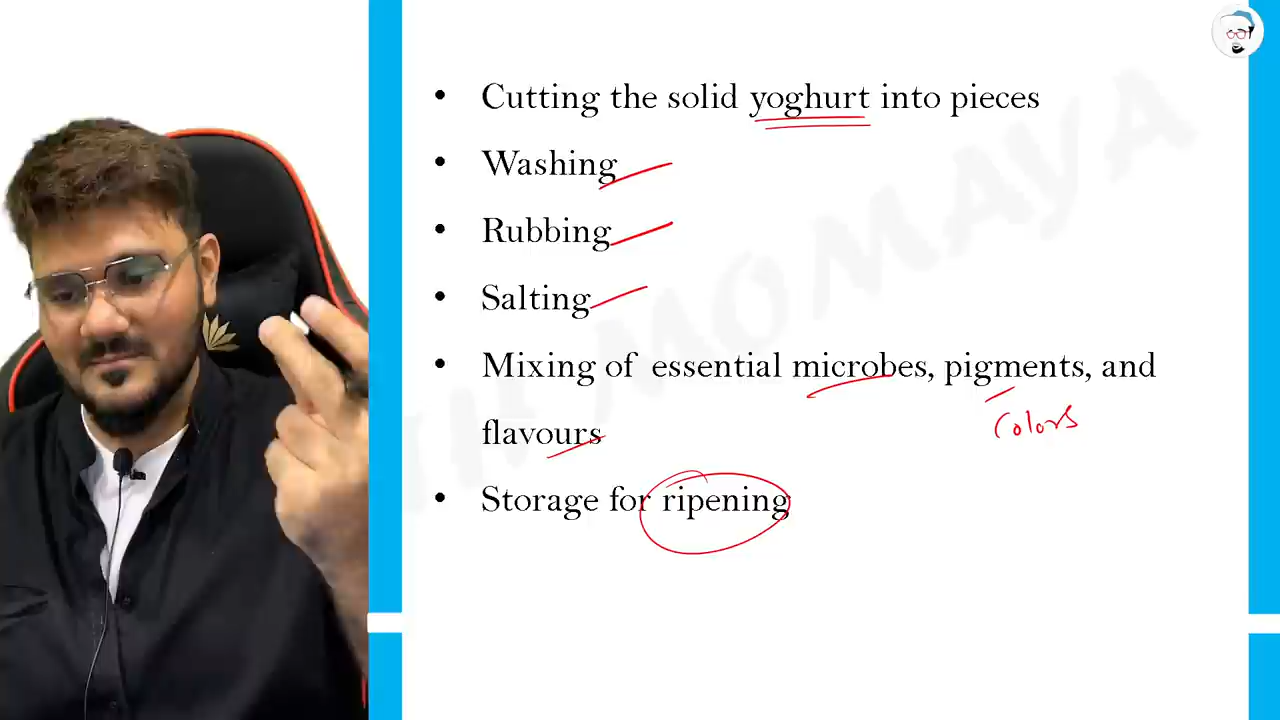 • Cutting the solid yoghurt into pieces
• Washing
• Rubbing
• Salting
• Mixing of essential microbes, pigments, and
colors
flavours
• Storage for ripening
MOMAYA